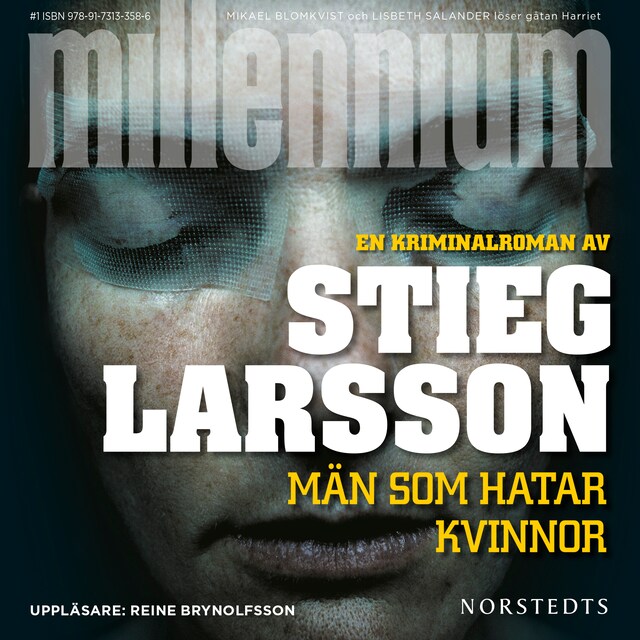 #1 ISBN 978-91-7313-358-6
MIKAEL BLOMKVIST och LISBETH SALANDER löser gåtan Harriet
millennium
EN KRIMINALROMAN AV
STIEG
LARSSON
MÄN SOM HATAR
KVINNOR
UPPLÄSARE: REINE BRYNOLFSSON
NORSTEDTS